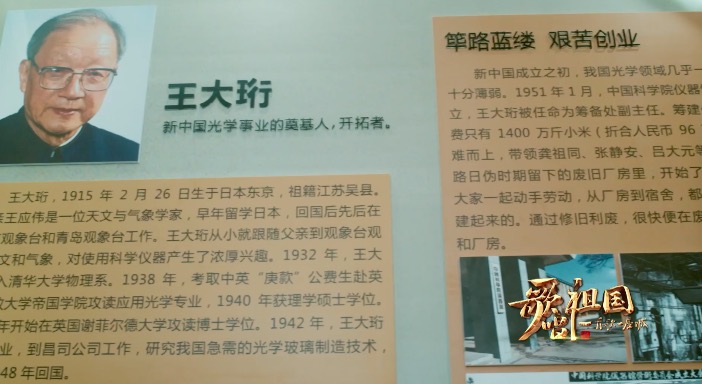 王大珩
新中国光学事业的奠基人，开拓者。
王大珩，1915 年 2 月 26 日生于日本东京，祖籍江苏吴县。
亲王应伟是一位天文与气象学家，早年留学日本，回国后先后在
观象台和青岛观象台工作。王大珩从小就跟随父亲到观象台观
文和气象，对使用科学仪器产生了浓厚兴趣。1932 年，王大
入清华大学物理系。1938 年，考取中英“庚款”公费生赴英
敦大学帝国学院攻读应用光学专业，1940 年获理学硕士学位。
年开始在英国谢菲尔德大学攻读博士学位。1942 年，王大珩
业，到昌司公司工作，研究我国急需的光学玻璃制造技术，
48 年回国。
筚路蓝缕 艰苦创业
新中国成立之初，我国光学领域几乎一
十分薄弱。1951 年 1 月，中国科学院仪器
立，王大珩被任命为筹备处副主任。筹建
费只有 1400 万斤小米（折合人民币 96
难而上，带领龚祖同、张静安、吕大元等
路日伪时期留下的废旧厂房里，开始了
大家一起动手劳动，从厂房到宿舍，都
建起来的。通过修旧利废，很快便在废
和厂房。
歌唱祖国